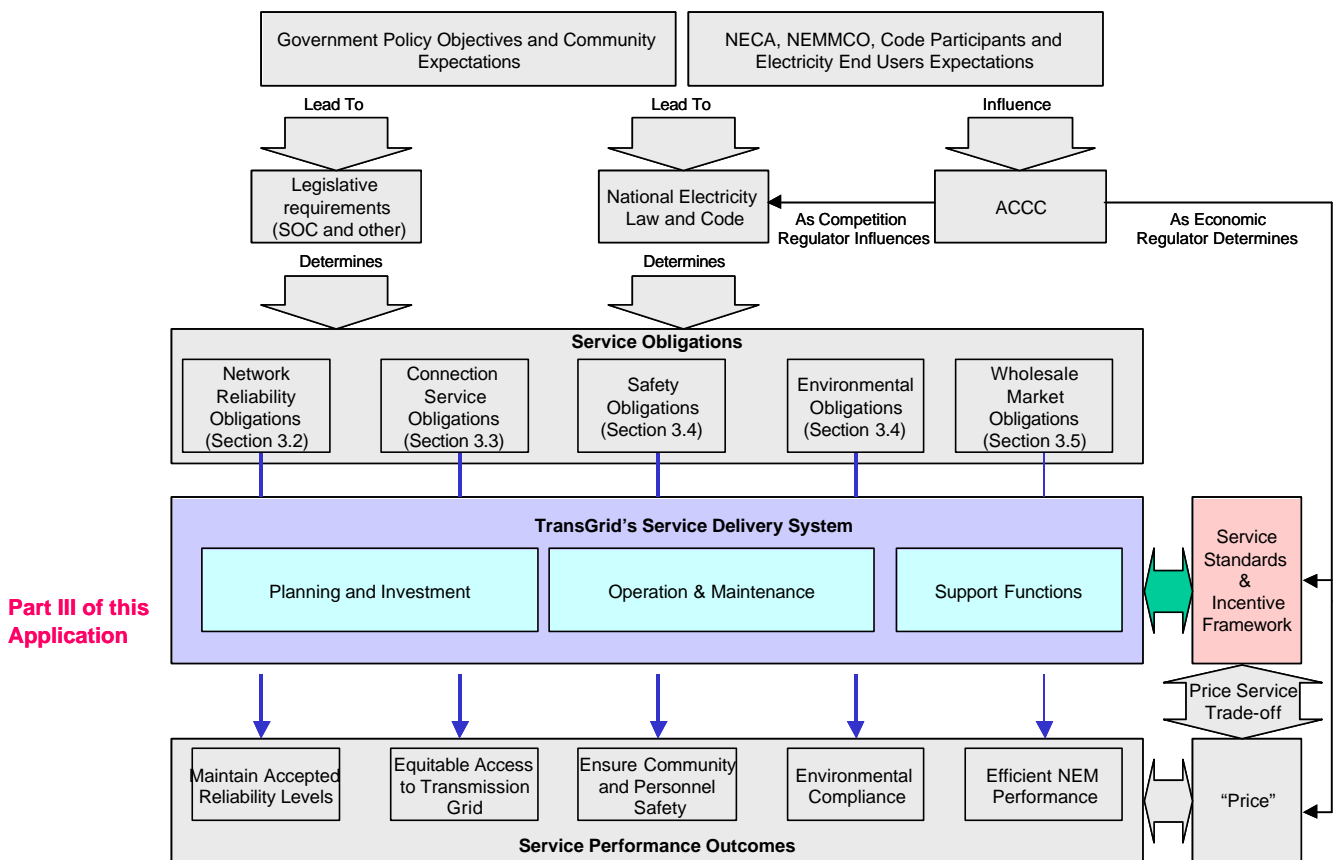 Government Policy Objectives and Community
Expectations
NECA, NEMMCO, Code Participants and
Electricity End Users Expectations
Lead To
Lead To
Influence
Legislative
requirements
(SOC and other)
National Electricity
Law and Code
ACCC
As Competition
Regulator Influences
As Economic
Regulator Determines
Determines
Determines
Service Obligations
Network
Reliability
Obligations
(Section 3.2)
Connection
Service
Obligations
(Section 3.3)
Safety
Obligations
(Section 3.4)
Environmental
Obligations
(Section 3.4)
Wholesale
Market
Obligations
(Section 3.5)
TransGrid’s Service Delivery System
Planning and Investment
Operation & Maintenance
Support Functions
Service
Standards
&
Incentive
Framework
Part III of this
Application
Price Service
Trade-off
Maintain Accepted
Reliability Levels
Equitable Access
to Transmission
Grid
Ensure Community
and Personnel
Safety
Environmental
Compliance
Efficient NEM
Performance
“Price”
Service Performance Outcomes